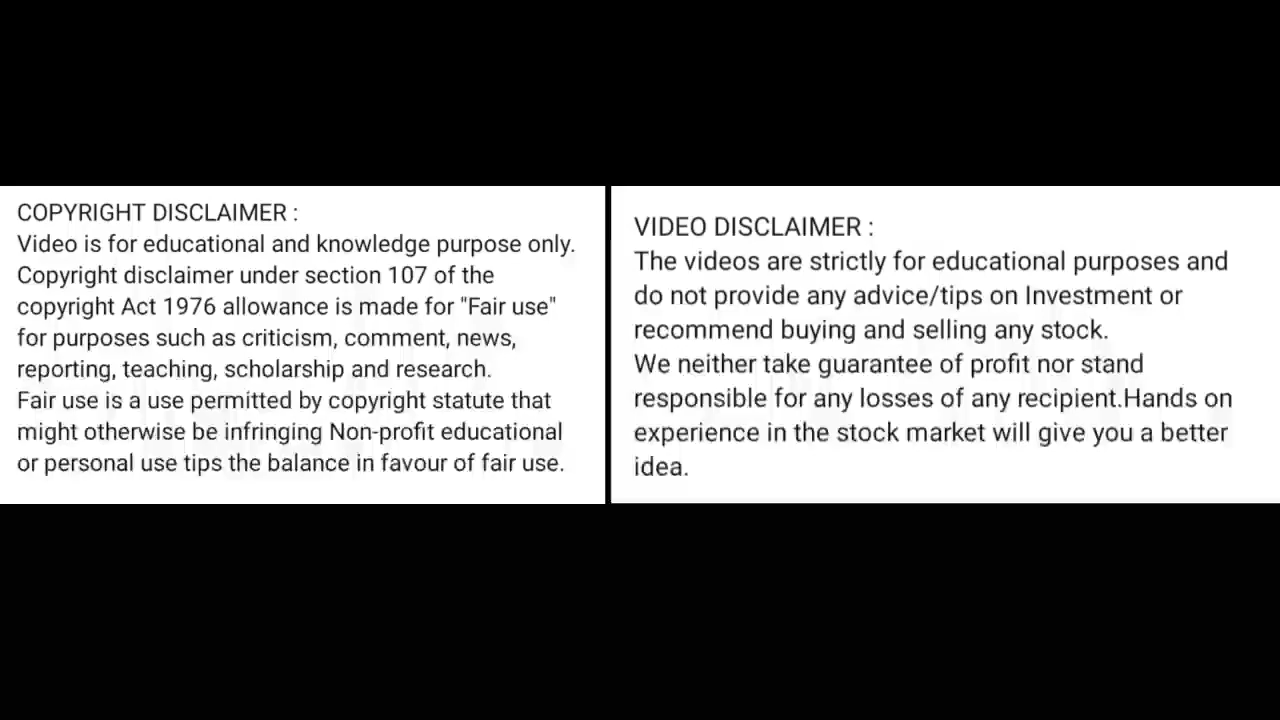 COPYRIGHT DISCLAIMER :
Video is for educational and knowledge purpose only.
Copyright disclaimer under section 107 of the
copyright Act 1976 allowance is made for "Fair use"
for purposes such as criticism, comment, news,
reporting, teaching, scholarship and research.
Fair use is a use permitted by copyright statute that
might otherwise be infringing Non-profit educational
or personal use tips the balance in favour of fair use.
VIDEO DISCLAIMER :
The videos are strictly for educational purposes and
do not provide any advice/tips on Investment or
recommend buying and selling any stock.
We neither take guarantee of profit nor stand
responsible for any losses of any recipient.Hands on
experience in the stock market will give you a better
idea.